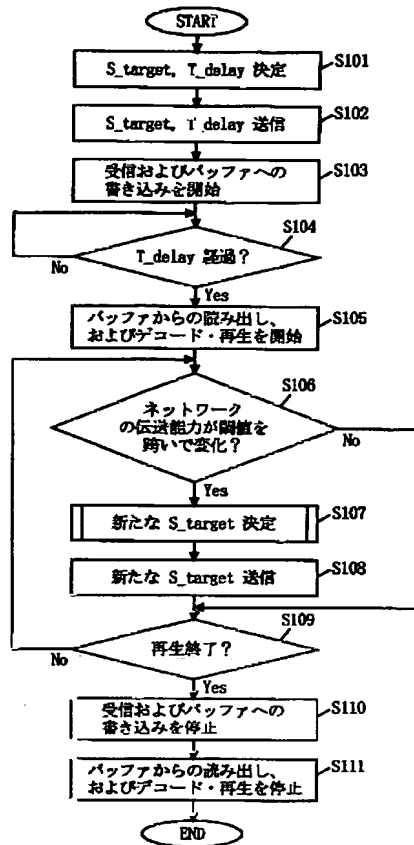 START
S_target, T_delay 決定
S101
S_target, T_delay 送信
S102
受信およびバッファへの
書き込みを開始
S103
S104
T_delay 経過?
No
Yes
バッファからの読み出し、
およびデコード・再生を開始
S105
S106
ネットワーク
の伝送能力が閾値を
跨いで変化?
No
Yes
新たな S_target 決定
S107
新たな S_target 送信
S108
S109
再生終了?
No
Yes
受信およびバッファへの
書き込みを停止
S110
バッファからの読み出し、
およびデコード・再生を停止
S111
END